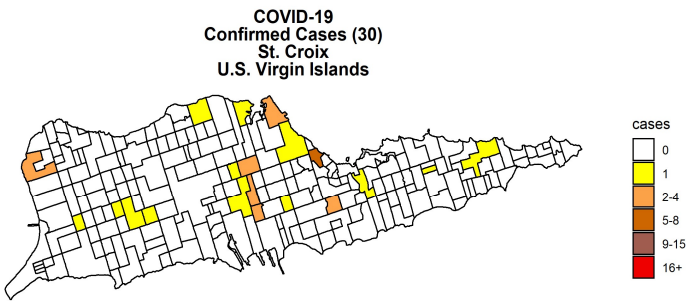 COVID-19
Confirmed Cases (30)
St. Croix
U.S. Virgin Islands
cases
0
1
2-4
5-8
9-15
16+